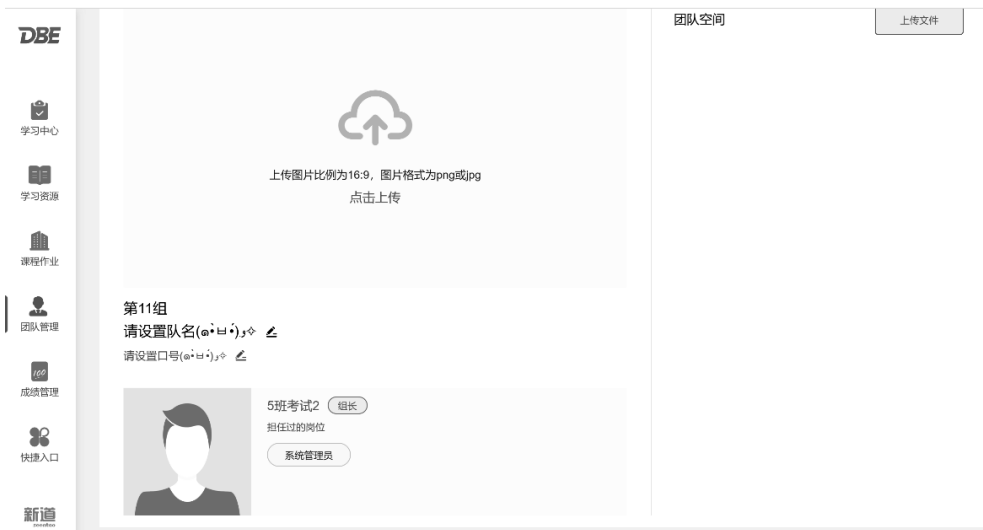 DBE
学习中心
学习资源
课程作业
团队管理
100
成绩管理
快捷入口
新道
上传图片比例为16:9，图片格式为png或jpg
点击上传
第11组
请设置队名(๑•̀ㅂ•́)و✧
请设置口号(๑•̀ㅂ•́)و✧
5班考试2 组长
担任过的岗位
系统管理员
团队空间 上传文件